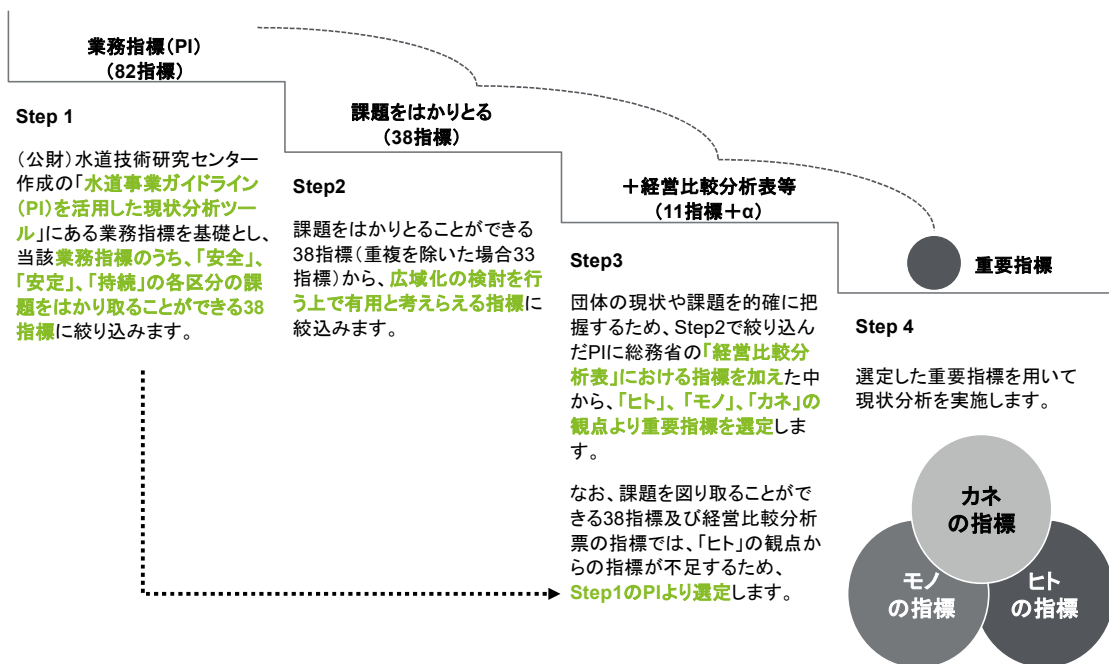 業務指標(PI)
(82指標)
Step 1
(公財)水道技術研究センター
作成の「水道事業ガイドライン
(PI)を活用した現状分析ツー
ル」にある業務指標を基礎とし、
当該業務指標のうち、「安全」、
「安定」、「持続」の各区分の課
題をはかり取ることができる38
指標に絞り込みます。
課題をはかりとる
(38指標)
Step2
課題をはかりとることができる
38指標(重複を除いた場合33
指標)から、広域化の検討を行
う上で有用と考えらえる指標に
絞込みます。
＋経営比較分析表等
(11指標＋α)
Step3
団体の現状や課題を的確に把
握するため、Step2で絞り込ん
だPIに総務省の「経営比較分
析表」における指標を加えた中
から、「ヒト」、「モノ」、「カネ」の
観点より重要指標を選定しま
す。
なお、課題を図り取ることがで
きる38指標及び経営比較分析
票の指標では、「ヒト」の観点か
らの指標が不足するため、
Step1のPIより選定します。
重要指標
Step 4
選定した重要指標を用いて
現状分析を実施します。
カネ
の指標
モノ
の指標
ヒト
の指標